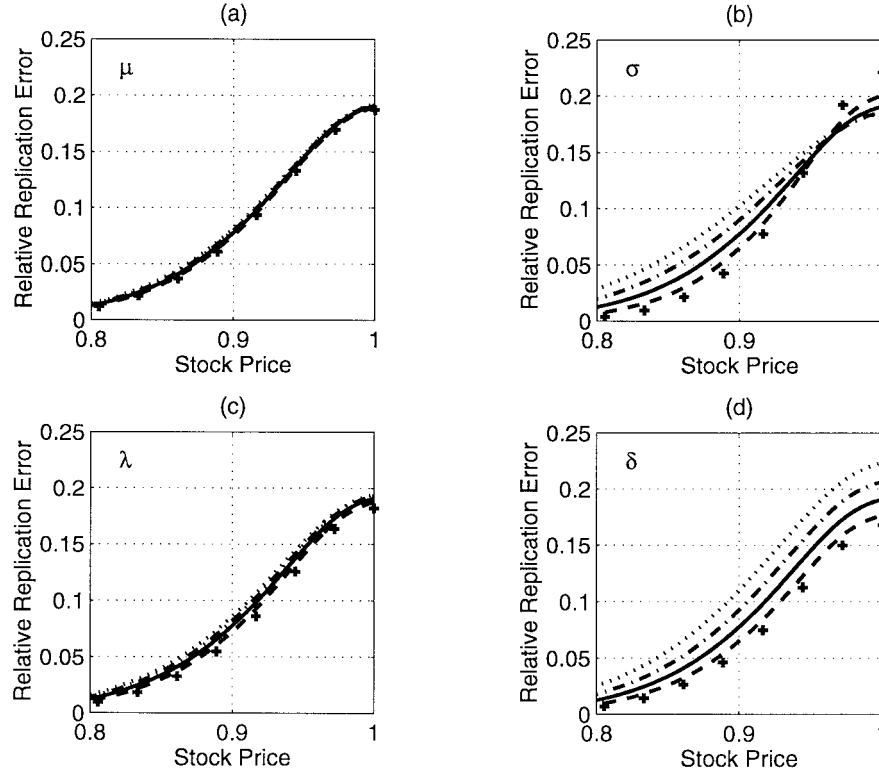 (a)
0.25
0.2
0.15
0.1
0.05
0
μ
Relative Replication Error
0.8
0.9
1
Stock Price
(b)
0.25
0.2
0.15
0.1
0.05
0
σ
Relative Replication Error
0.8
0.9
Stock Price
(c)
0.25
0.2
0.15
0.1
0.05
0
λ
Relative Replication Error
0.8
0.9
1
Stock Price
(d)
0.25
0.2
0.15
0.1
0.05
0
δ
Relative Replication Error
0.8
0.9
Stock Price